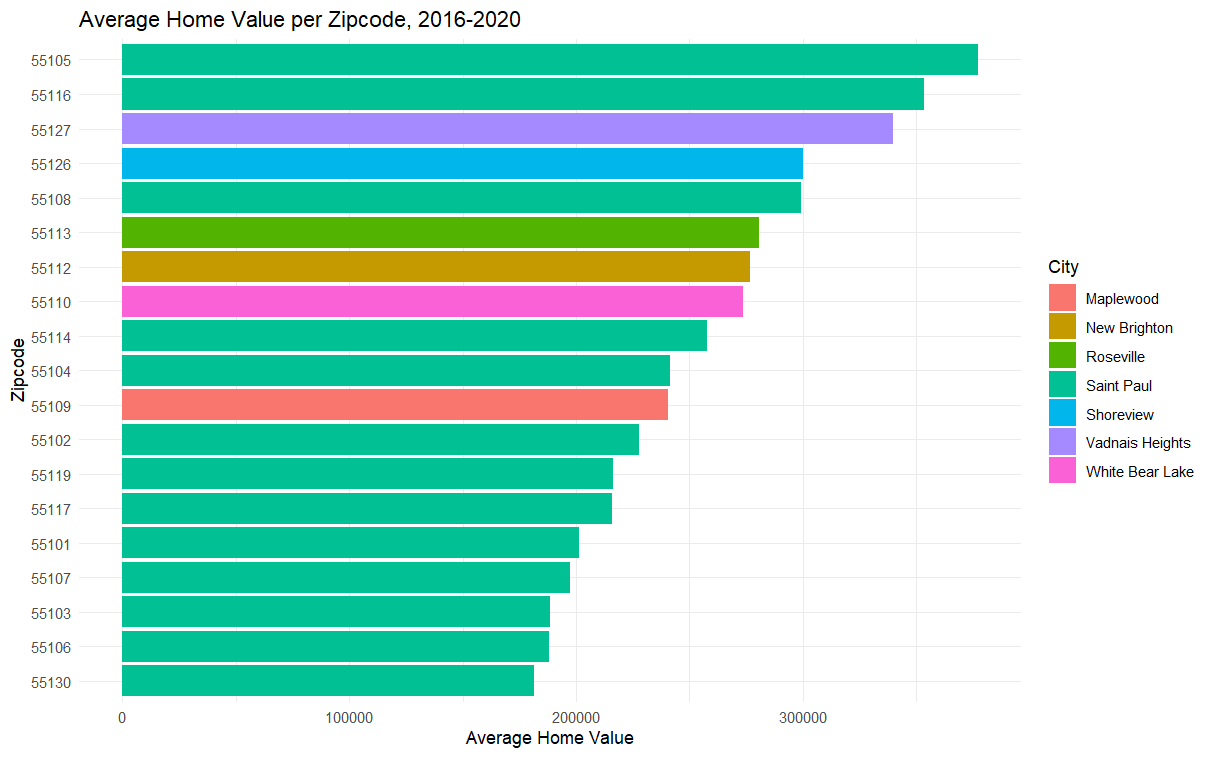 Average Home Value per Zipcode, 2016-2020
Zipcode
55105
55116
55127
55126
55108
55113
55112
55110
55114
55104
55109
55102
55119
55117
55101
55107
55103
55106
55130
0 100000 200000 300000
Average Home Value
City
Maplewood
New Brighton
Roseville
Saint Paul
Shoreview
Vadnais Heights
White Bear Lake